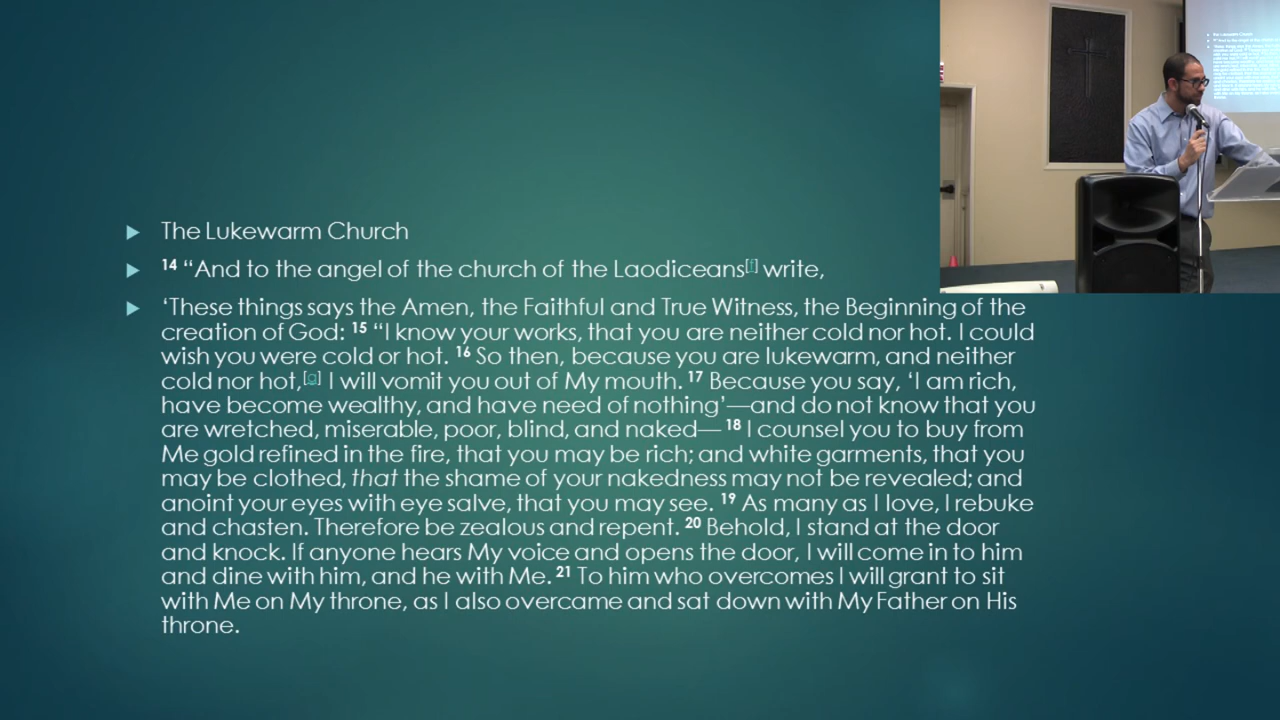 The Lukewarm Church
14 “And to the angel of the church of the Laodiceans[f] write,
‘These things says the Amen, the Faithful and True Witness, the Beginning of the
creation of God: 15 “I know your works, that you are neither cold nor hot. I could
wish you were cold or hot. 16 So then, because you are lukewarm, and neither
cold nor hot,[g] I will vomit you out of My mouth. 17 Because you say, ‘I am rich,
have become wealthy, and have need of nothing’—and do not know that you
are wretched, miserable, poor, blind, and naked— 18 I counsel you to buy from
Me gold refined in the fire, that you may be rich; and white garments, that you
may be clothed, that the shame of your nakedness may not be revealed; and
anoint your eyes with eye salve, that you may see. 19 As many as I love, I rebuke
and chasten. Therefore be zealous and repent. 20 Behold, I stand at the door
and knock. If anyone hears My voice and opens the door, I will come in to him
and dine with him, and he with Me. 21 To him who overcomes I will grant to sit
with Me on My throne, as I also overcame and sat down with My Father on His
throne.